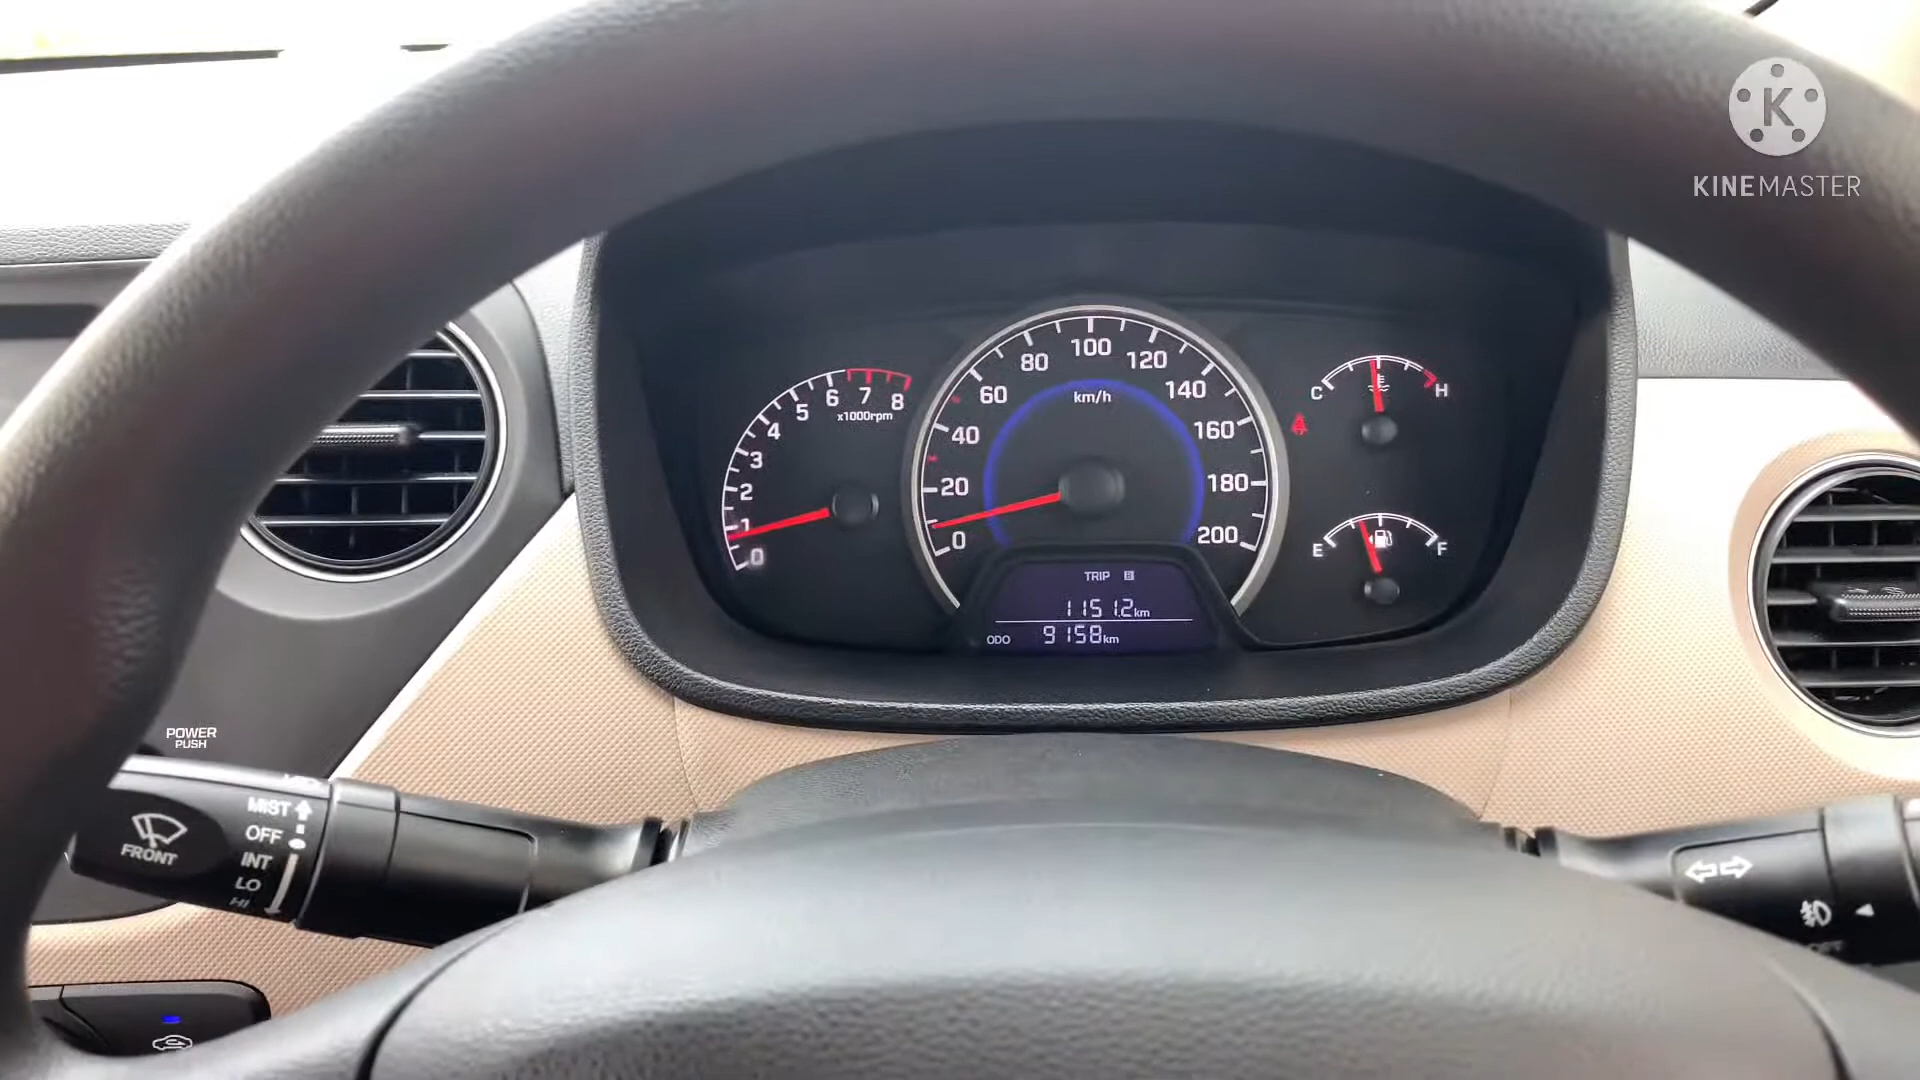 K
KINEMASTER
0
1
2
3
4
5
6
7
8
x1000rpm
0
20
40
60
80
100
120
140
160
180
200
km/h
C
H
E
F
TRIP B
1151.2km
ODO 9158km
POWER
PUSH
FRONT
MIST
OFF
INT
LO
HI